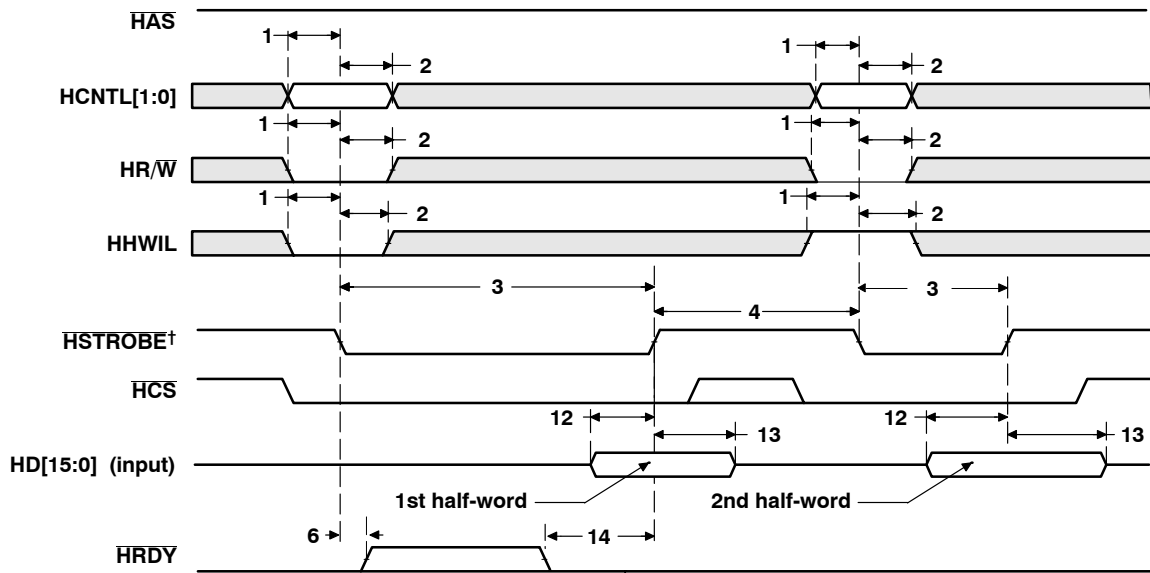 HAS
1
1
2
2
HCNTL[1:0]
1
1
2
2
HR/W
1
1
2
2
HHWIL
3
3
4
HSTROBE†
HCS
12
12
13
13
HD[15:0] (input)
1st half-word
2nd half-word
6
14
HRDY